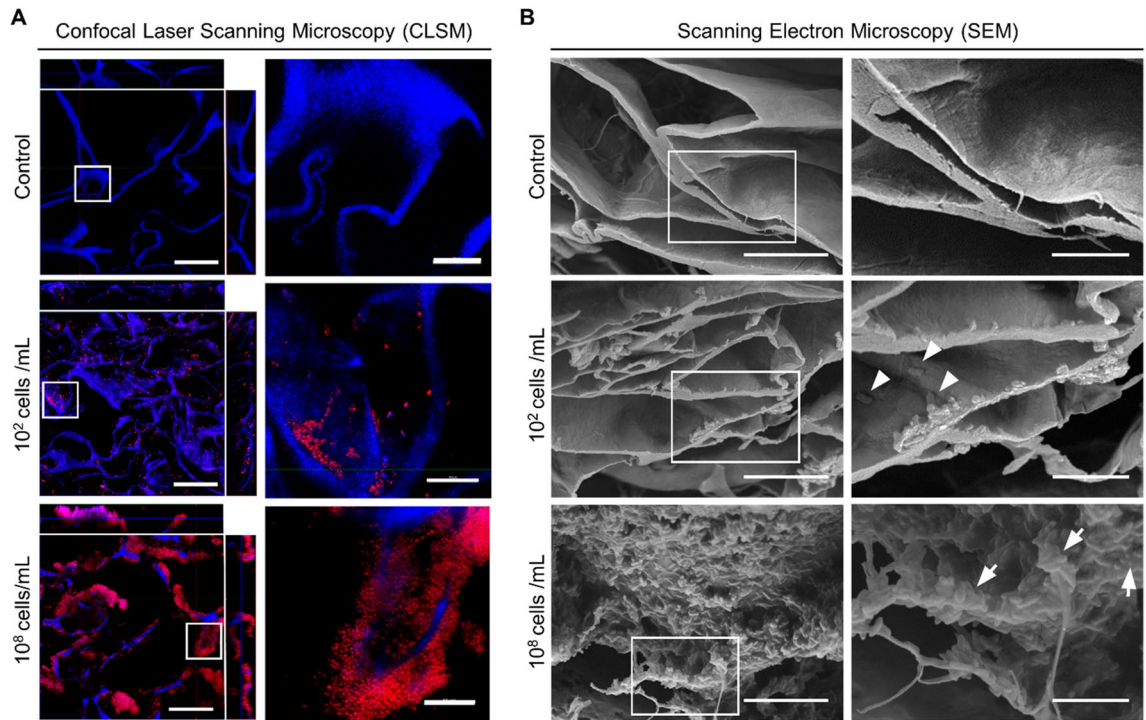 A
Confocal Laser Scanning Microscopy (CLSM)
B
Scanning Electron Microscopy (SEM)
Control
Control
10² cells /mL
10² cells /mL
10⁸ cells/mL
10⁸ cells /mL